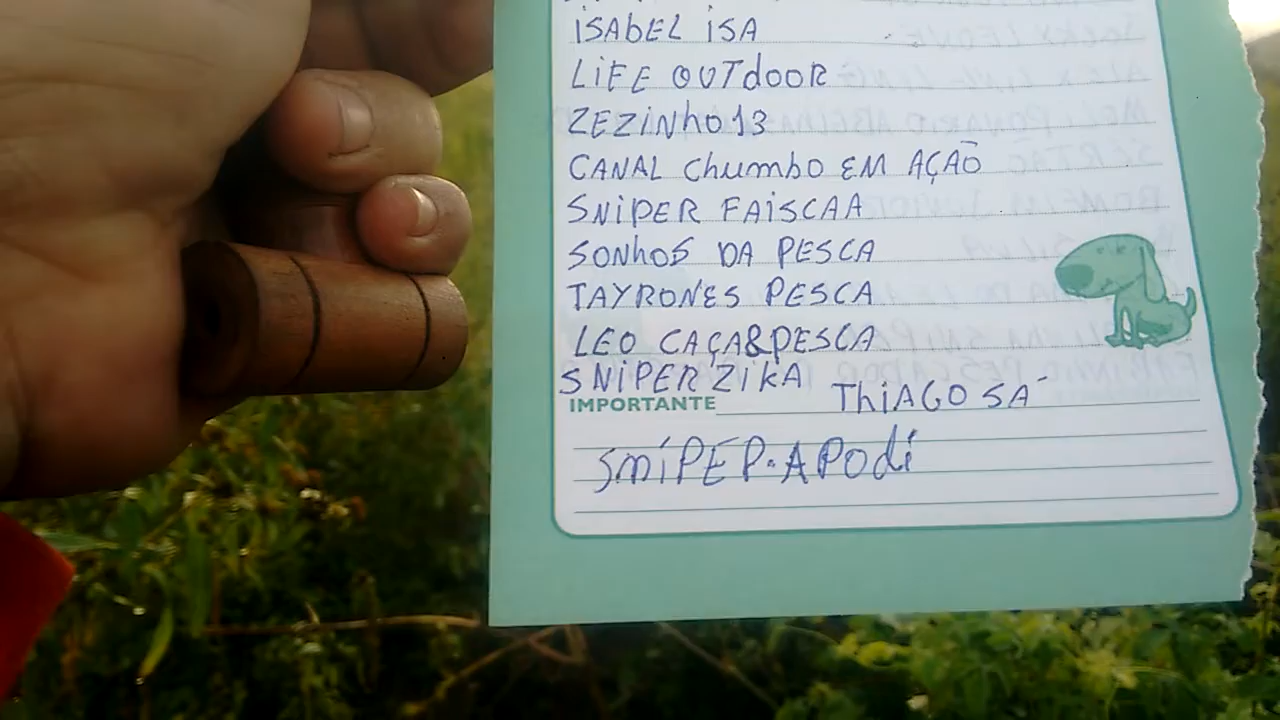 iSAbEL iSA
LiFE OUTdOOR
ZEZiNhO13
CANAL Chumbo EM AÇÃO
SNiPER FAiSCAA
SONhOS DA PESCA
TAYRONES PESCA
LEO CAÇA&PESCA
SNiPER ZiKA
IMPORTANTE ThiAGO SÁ
SmiPEP.APOdi